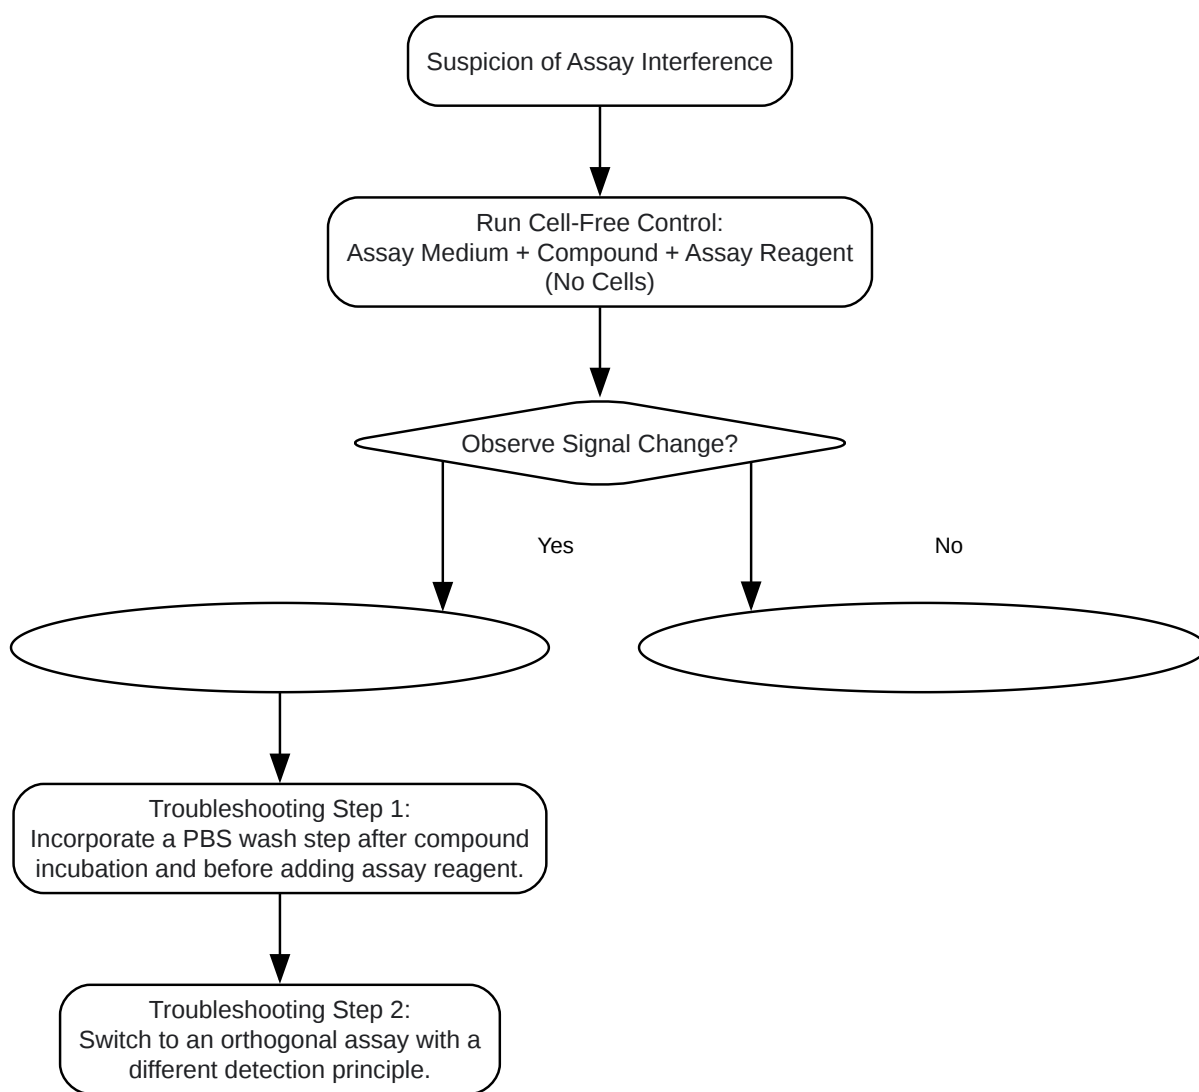 Suspicion of Assay Interference
Run Cell-Free Control:
Assay Medium + Compound + Assay Reagent
(No Cells)
Observe Signal Change?
Yes
No
Troubleshooting Step 1:
Incorporate a PBS wash step after compound
incubation and before adding assay reagent.
Troubleshooting Step 2:
Switch to an orthogonal assay with a
different detection principle.